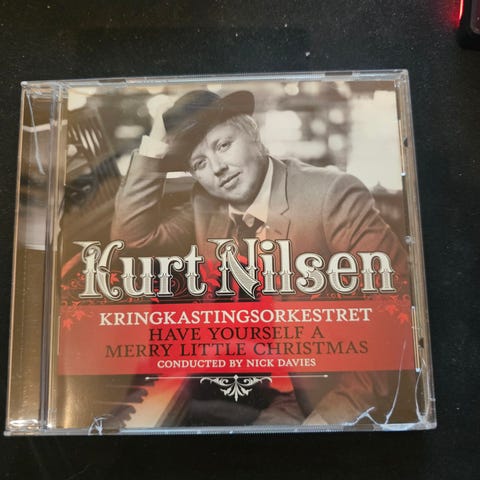 Kurt Nilsen
KRINGKASTINGSORKESTRET
HAVE YOURSELF A
MERRY LITTLE CHRISTMAS
CONDUCTED BY NICK DAVIES